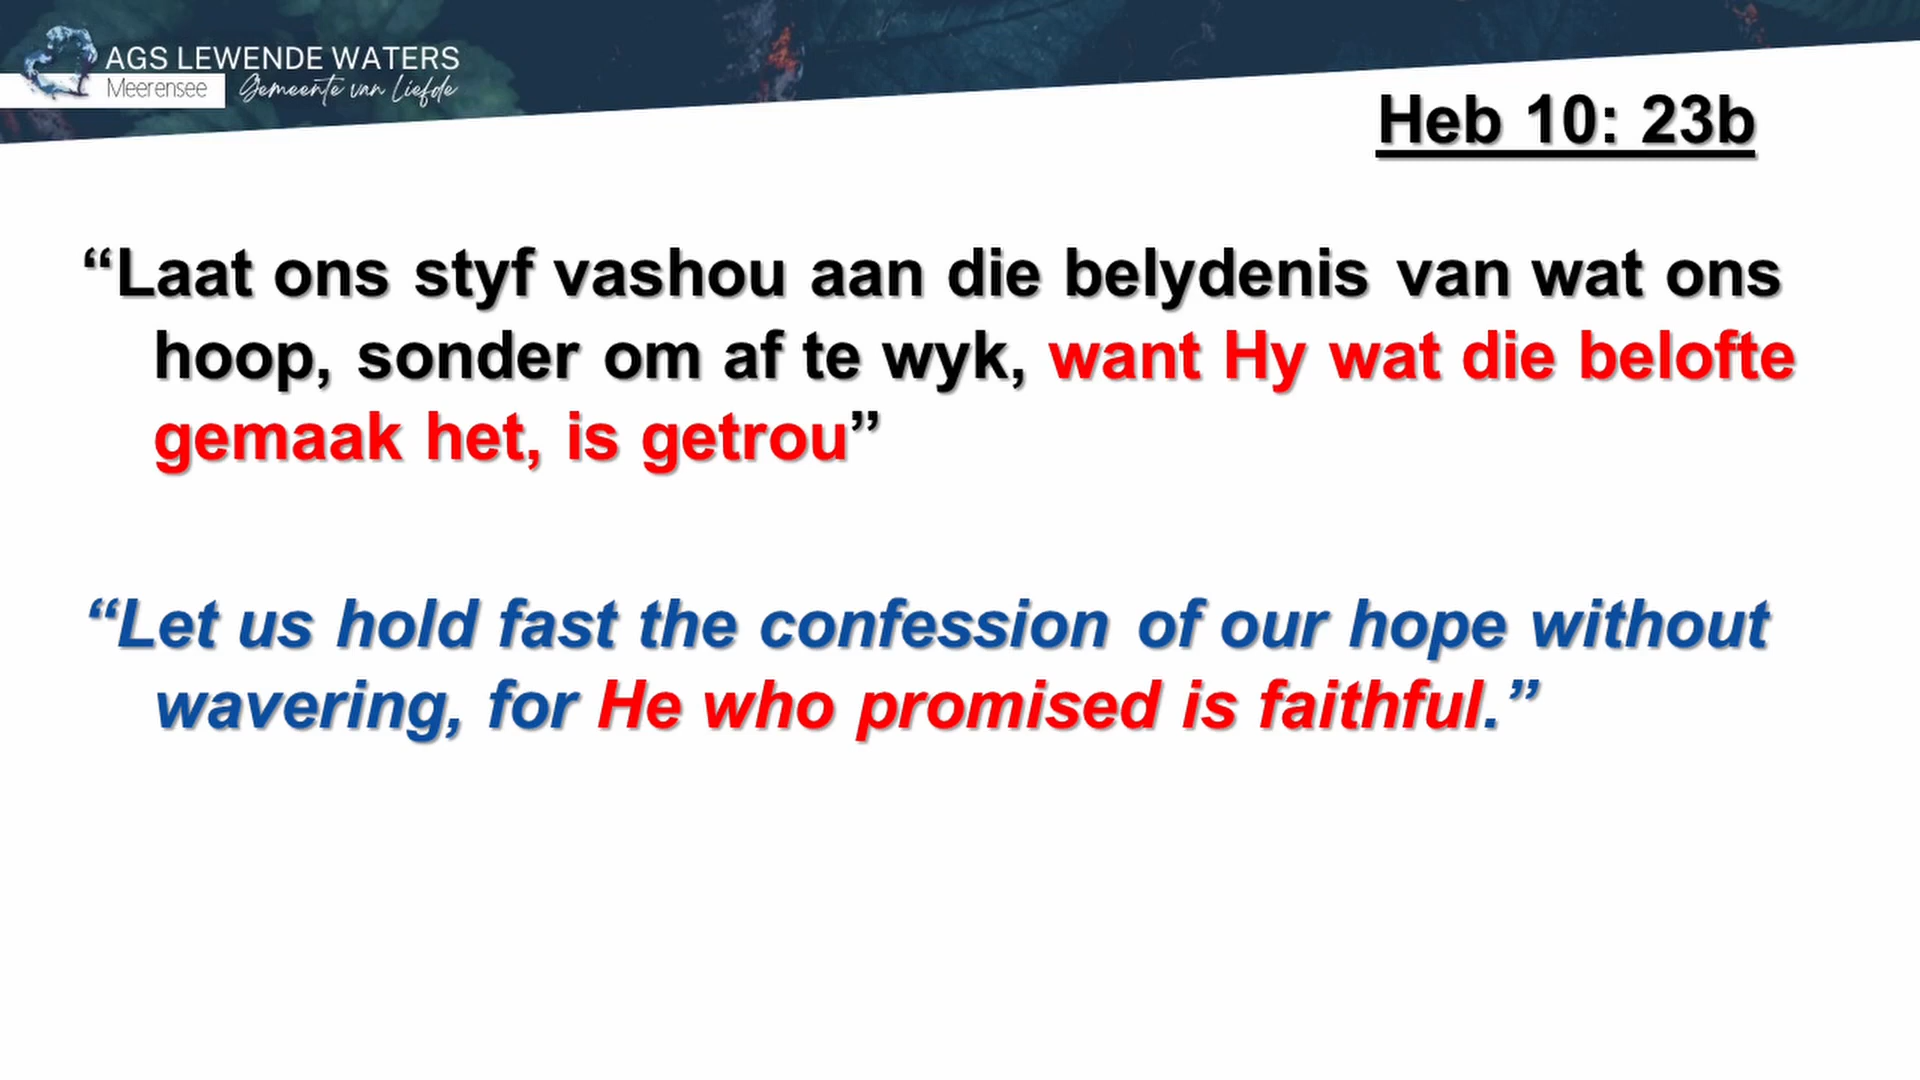 AGS LEWENDE WATERS
Meerensee Gemeente van Liefde
Heb 10: 23b
“Laat ons styf vashou aan die belydenis van wat ons
hoop, sonder om af te wyk, want Hy wat die belofte
gemaak het, is getrou”
“Let us hold fast the confession of our hope without
wavering, for He who promised is faithful.”